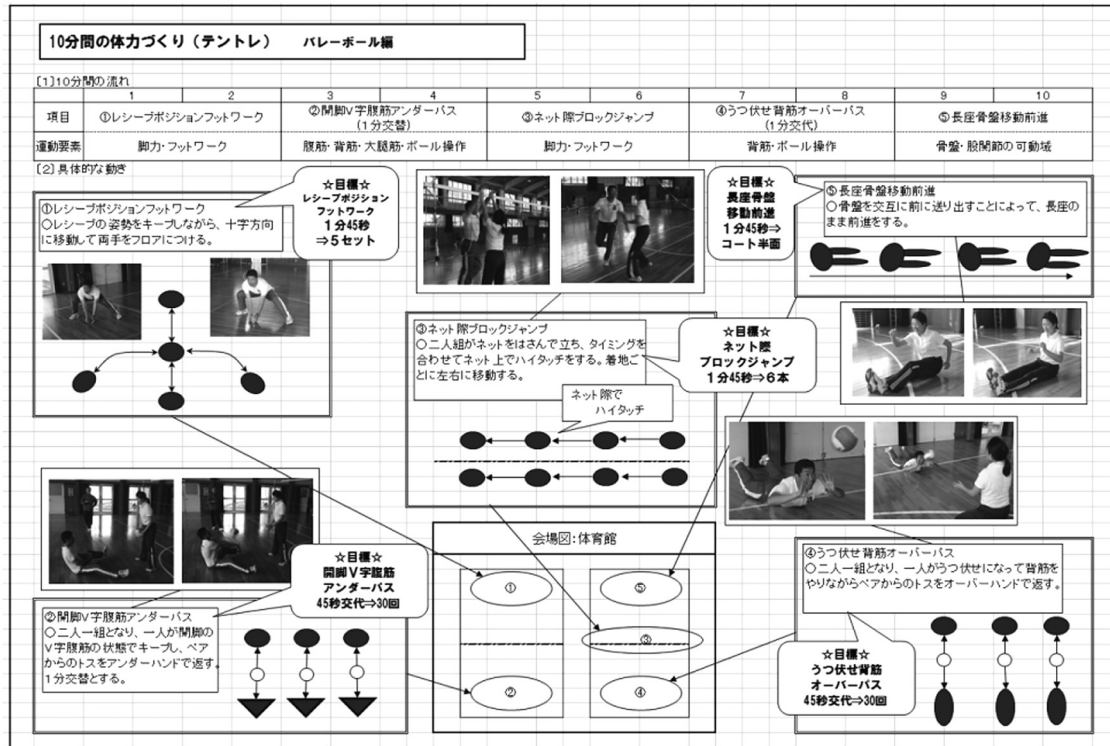 10分間の体力づくり（テントレ）　バレーボール編
〔1〕10分間の流れ
1 2 3 4 5 6 7 8 9 10
項目 ①レシーブポジションフットワーク ②開脚V字腹筋アンダーパス ③ネット際ブロックジャンプ ④うつ伏せ背筋オーバーパス ⑤長座骨盤移動前進
（1分交替） （1分交代）
運動要素 脚力・フットワーク 腹筋・背筋・大腿筋・ボール操作 脚力・フットワーク 背筋・ボール操作 骨盤・股関節の可動域
〔2〕具体的な動き
①レシーブポジションフットワーク
○レシーブの姿勢をキープしながら、十字方向
に移動して両手をフロアにつける。
☆目標☆
レシーブポジション
フットワーク
1分45秒
⇒5セット
☆目標☆
長座骨盤
移動前進
1分45秒⇒
コート半面
⑤長座骨盤移動前進
○骨盤を交互に前に送り出すことによって、長座の
まま前進をする。
③ネット際ブロックジャンプ
○二人組がネットをはさんで立ち、タイミングを
合わせてネット上でハイタッチをする。着地ご
とに左右に移動する。
☆目標☆
ネット際
ブロックジャンプ
1分45秒⇒6本
ネット際で
ハイタッチ
☆目標☆
開脚V字腹筋
アンダーパス
45秒交代⇒30回
②開脚V字腹筋アンダーパス
○二人一組となり、一人が開脚の
V字腹筋の状態でキープし、ペア
からのトスをアンダーハンドで返す。
1分交替とする。
会場図：体育館
①
⑤
③
②
④
④うつ伏せ背筋オーバーパス
○二人一組となり、一人がうつ伏せになって背筋を
やりながらペアからのトスをオーバーハンドで返す。
☆目標☆
うつ伏せ背筋
オーバーパス
45秒交代⇒30回